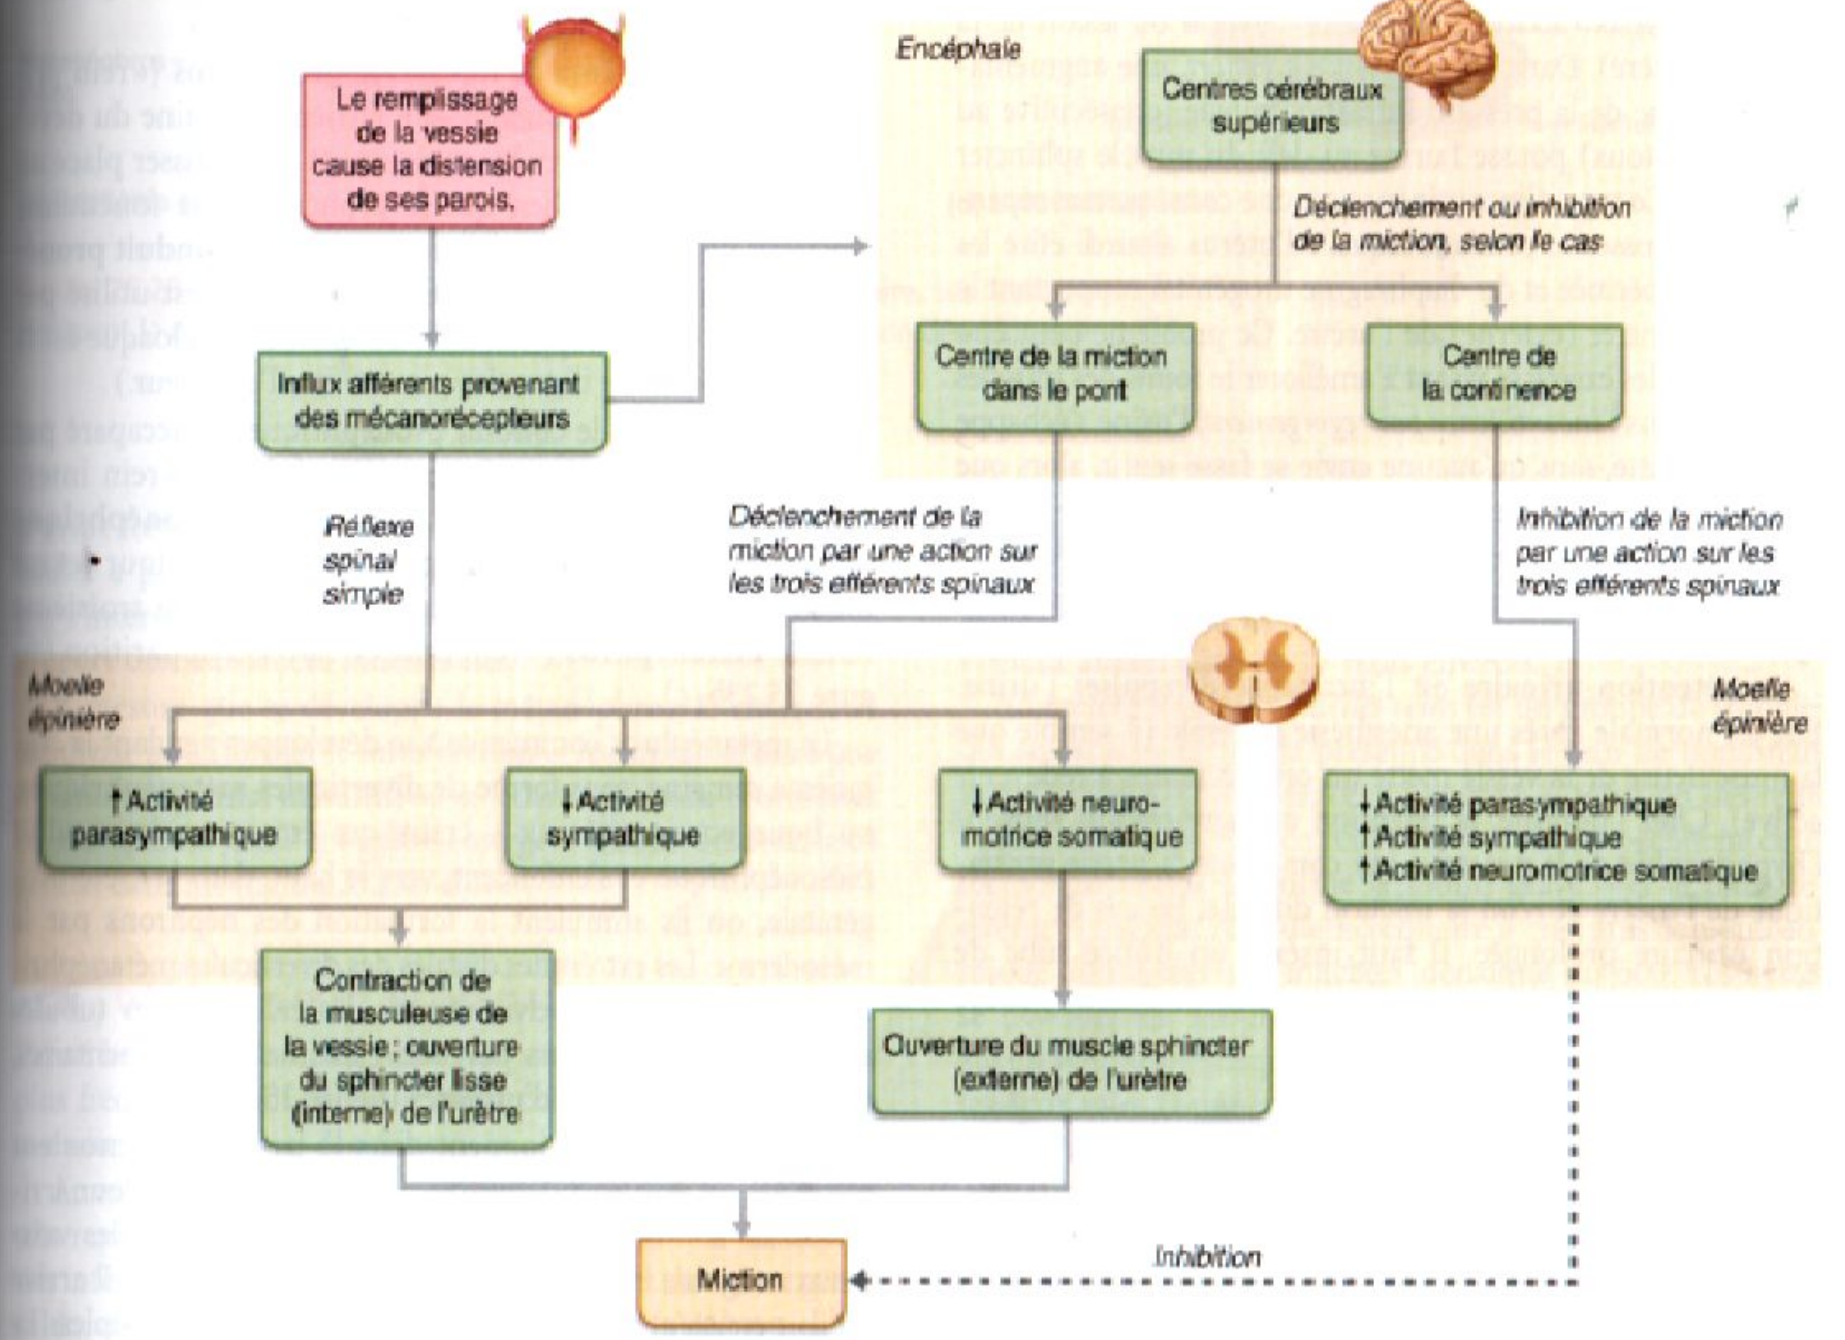 Le remplissage
de la vessie
cause la distension
de ses parois.
Encéphale
Centres cérébraux
supérieurs
Déclenchement ou inhibition
de la miction, selon le cas
Influx afférents provenant
des mécanorécepteurs
Centre de la miction
dans le pont
Centre de
la continence
Réflexe
spinal
simple
Déclenchement de la
miction par une action sur
les trois efférents spinaux
Inhibition de la miction
par une action sur les
trois efférents spinaux
Moelle
épinière
Moelle
épinière
↑ Activité
parasympathique
↓ Activité
sympathique
↓ Activité neuro-
motrice somatique
↓ Activité parasympathique
↑ Activité sympathique
↑ Activité neuromotrice somatique
Contraction de
la musculeuse de
la vessie ; ouverture
du sphincter lisse
(interne) de l'urètre
Ouverture du muscle sphincter
(externe) de l'urètre
Miction
Inhibition